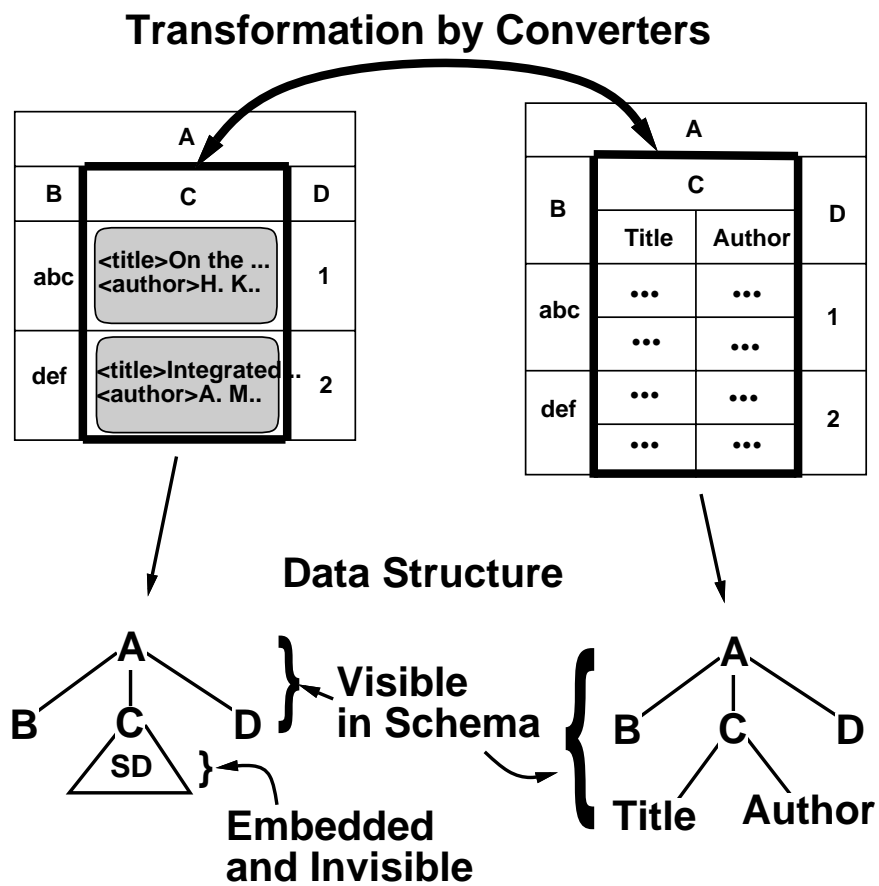 Transformation by Converters
A
B C D
abc
<title>On the ...
<author>H. K..
1
def
<title>Integrated...
<author>A. M..
2
A
B C D
Title Author
abc ... ... 1
... ...
def ... ... 2
... ...
Data Structure
A
B C D
SD
Visible
in Schema
Embedded
and Invisible
A
B C D
Title Author